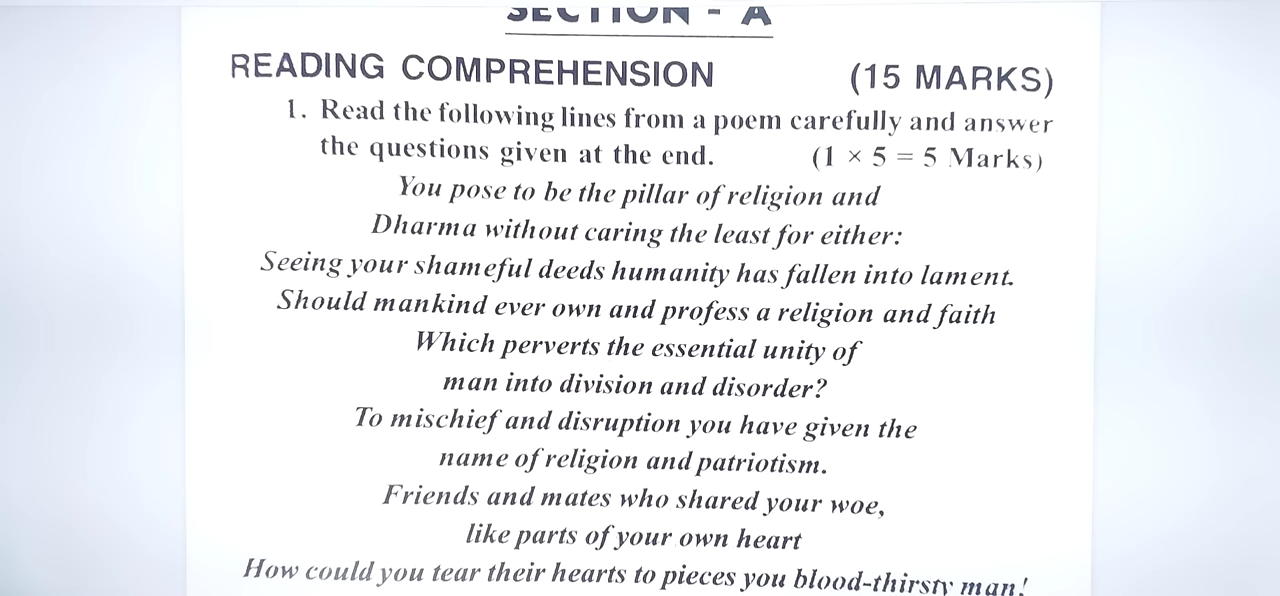 SECTION - A
READING COMPREHENSION (15 MARKS)
1. Read the following lines from a poem carefully and answer
the questions given at the end. (1 × 5 = 5 Marks)
You pose to be the pillar of religion and
Dharma without caring the least for either:
Seeing your shameful deeds humanity has fallen into lament.
Should mankind ever own and profess a religion and faith
Which perverts the essential unity of
man into division and disorder?
To mischief and disruption you have given the
name of religion and patriotism.
Friends and mates who shared your woe,
like parts of your own heart
How could you tear their hearts to pieces you blood-thirsty man!